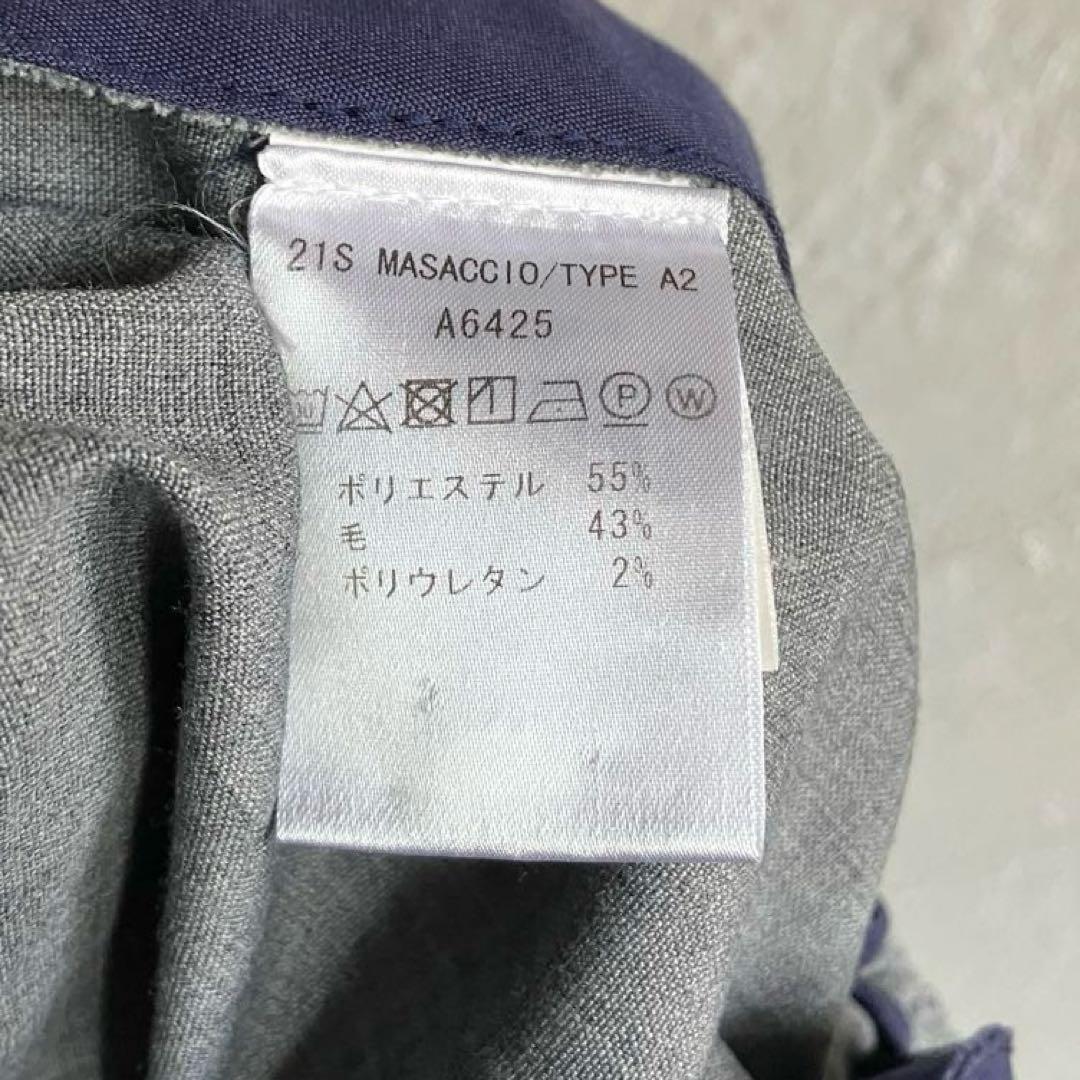 21S MASACCIO/TYPE A2
A6425
P W
ポリエステル 55%
毛 43%
ポリウレタン 2%